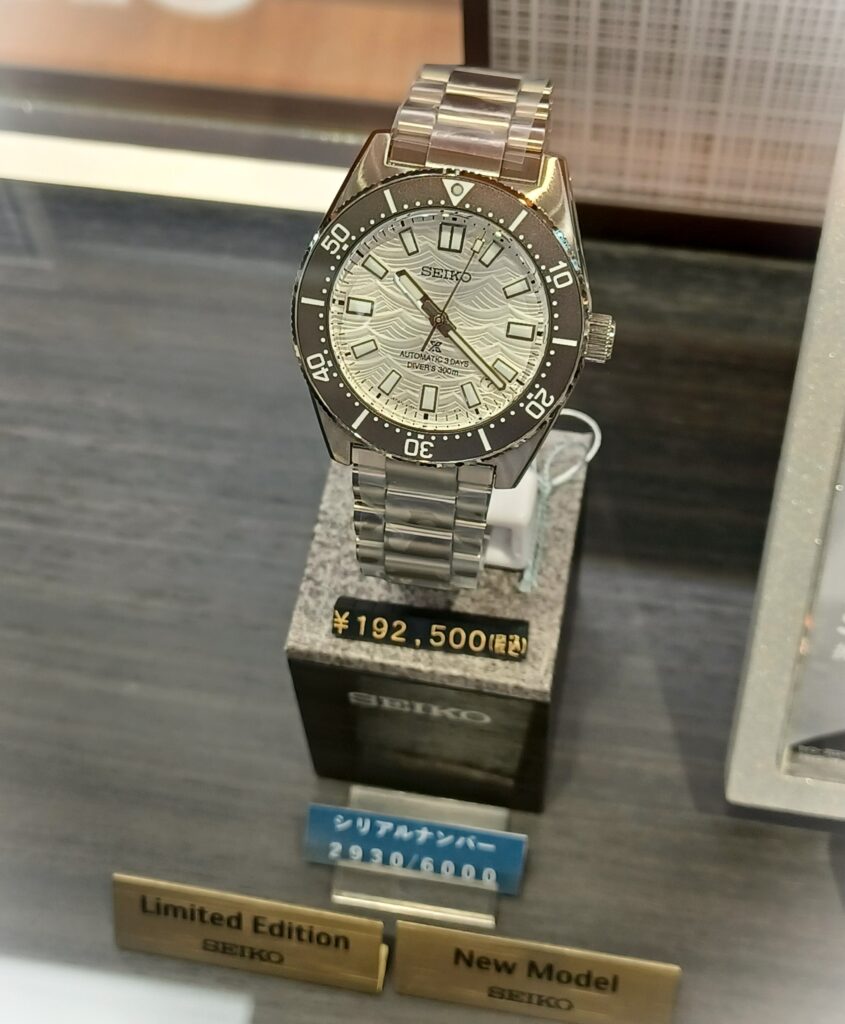 50
10
40
20
30
SEIKO
AUTOMATIC 3 DAYS
DIVER'S 300m
¥192,500(税込)
SEIKO
シリアルナンバー
2930/6000
Limited Edition
SEIKO
New Model
SEIKO